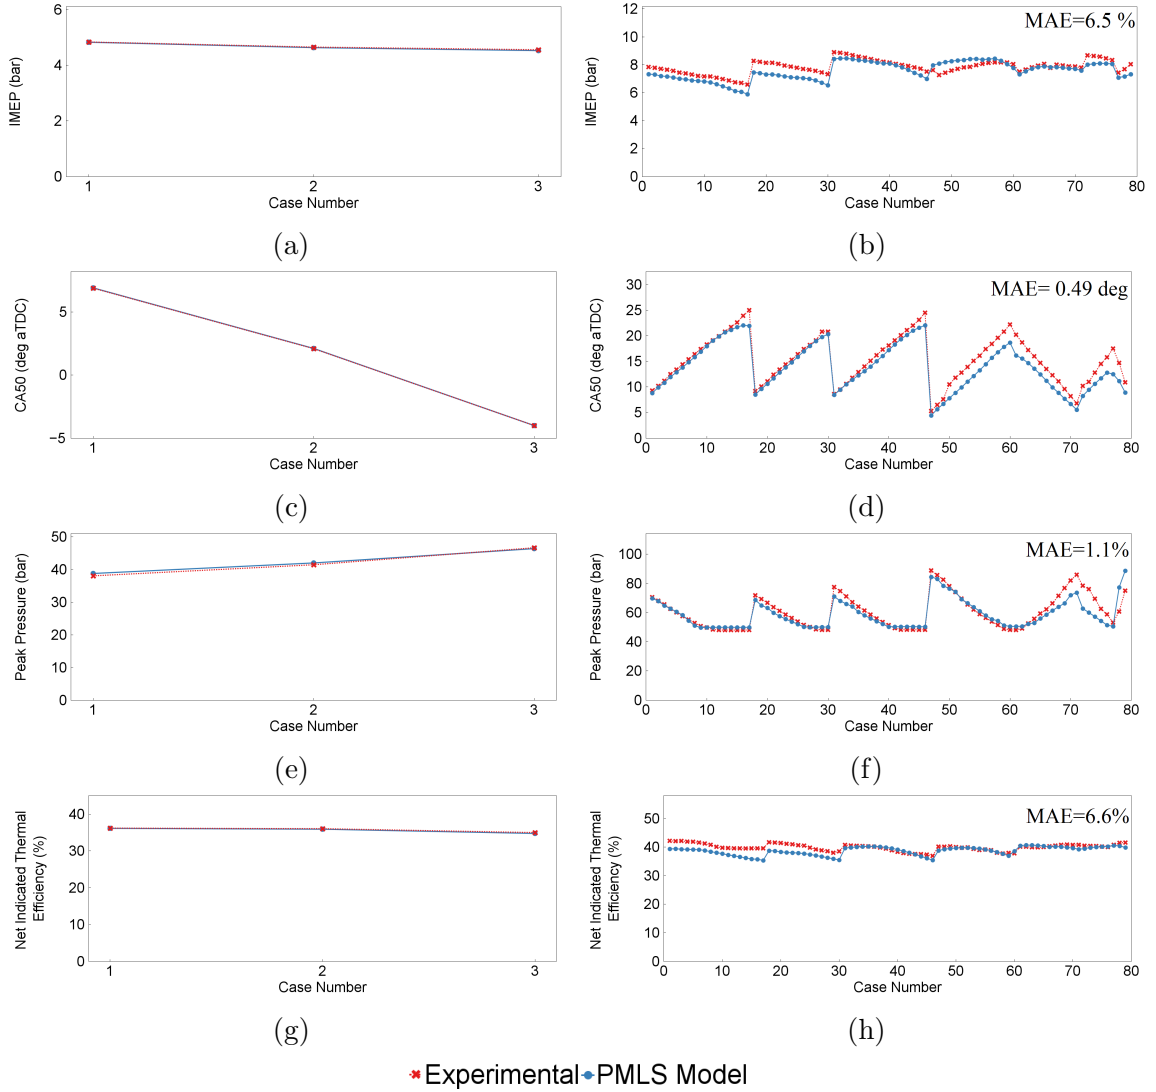 IMEP (bar)
6
4
2
0
1
2
3
Case Number
(a)
IMEP (bar)
MAE=6.5 %
12
10
8
6
4
2
0
0
10
20
30
40
50
60
70
80
Case Number
(b)
CA50 (deg aTDC)
5
0
−5
1
2
3
Case Number
(c)
CA50 (deg aTDC)
MAE= 0.49 deg
30
25
20
15
10
5
0
0
10
20
30
40
50
60
70
80
Case Number
(d)
Peak Pressure (bar)
50
40
30
20
10
0
1
2
3
Case Number
(e)
Peak Pressure (bar)
MAE=1.1%
100
80
60
40
20
0
0
10
20
30
40
50
60
70
80
Case Number
(f)
Net Indicated Thermal
Efficiency (%)
40
30
20
10
0
1
2
3
Case Number
(g)
Net Indicated Thermal
Efficiency (%)
MAE=6.6%
50
40
30
20
10
0
0
10
20
30
40
50
60
70
80
Case Number
(h)
Experimental
PMLS Model